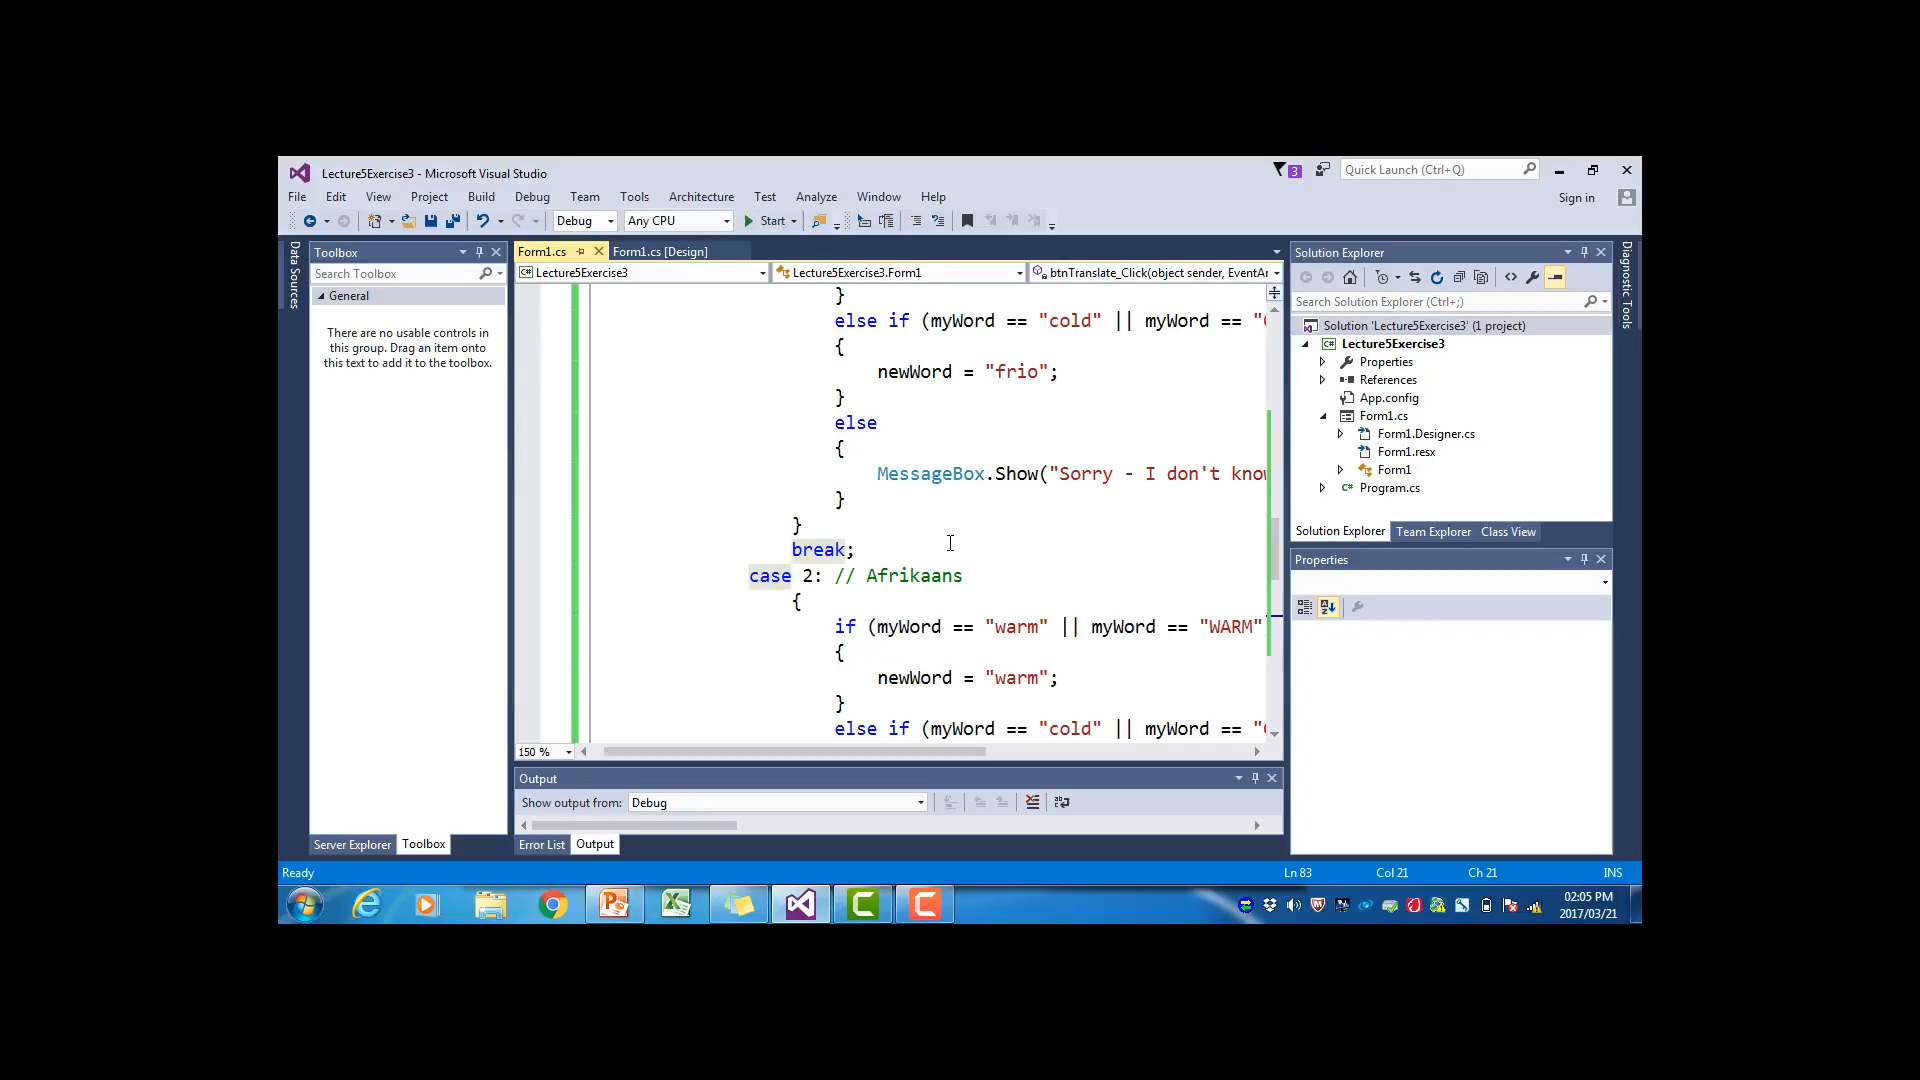 Lecture5Exercise3 - Microsoft Visual Studio
3
Quick Launch (Ctrl+Q)
File Edit View Project Build Debug Team Tools Architecture Test Analyze Window Help
Sign in
Debug Any CPU Start
Data Sources
Toolbox
Search Toolbox
General
There are no usable controls in
this group. Drag an item onto
this text to add it to the toolbox.
Server Explorer Toolbox
Form1.cs Form1.cs [Design]
Lecture5Exercise3 Lecture5Exercise3.Form1 btnTranslate_Click(object sender, EventAr
}
else if (myWord == "cold" || myWord == "C
{
newWord = "frio";
}
else
{
MessageBox.Show("Sorry - I don't know
}
}
break;
case 2: // Afrikaans
{
if (myWord == "warm" || myWord == "WARM"
{
newWord = "warm";
}
else if (myWord == "cold" || myWord == "C
150 %
Output
Show output from: Debug
Error List Output
Solution Explorer
Search Solution Explorer (Ctrl+;)
Solution 'Lecture5Exercise3' (1 project)
Lecture5Exercise3
Properties
References
App.config
Form1.cs
Form1.Designer.cs
Form1.resx
Form1
Program.cs
Solution Explorer Team Explorer Class View
Properties
Diagnostic Tools
Ready Ln 83 Col 21 Ch 21 INS
02:05 PM
2017/03/21